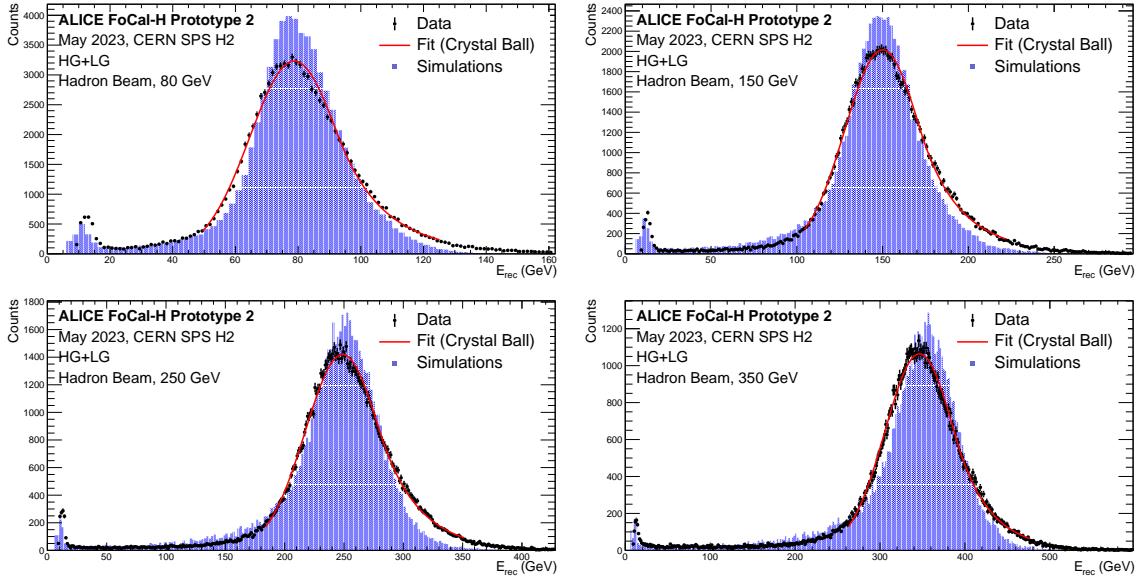 ALICE FoCal-H Prototype 2
May 2023, CERN SPS H2
HG+LG
Hadron Beam, 80 GeV
Data
Fit (Crystal Ball)
Simulations
Counts
4000
3500
3000
2500
2000
1500
1000
500
0
0 20 40 60 80 100 120 140 160
E_rec (GeV)
ALICE FoCal-H Prototype 2
May 2023, CERN SPS H2
HG+LG
Hadron Beam, 150 GeV
Data
Fit (Crystal Ball)
Simulations
Counts
2400
2200
2000
1800
1600
1400
1200
1000
800
600
400
200
0
0 50 100 150 200 250
E_rec (GeV)
ALICE FoCal-H Prototype 2
May 2023, CERN SPS H2
HG+LG
Hadron Beam, 250 GeV
Data
Fit (Crystal Ball)
Simulations
Counts
1800
1600
1400
1200
1000
800
600
400
200
0
0 50 100 150 200 250 300 350 400
E_rec (GeV)
ALICE FoCal-H Prototype 2
May 2023, CERN SPS H2
HG+LG
Hadron Beam, 350 GeV
Data
Fit (Crystal Ball)
Simulations
Counts
1200
1000
800
600
400
200
0
0 100 200 300 400 500
E_rec (GeV)